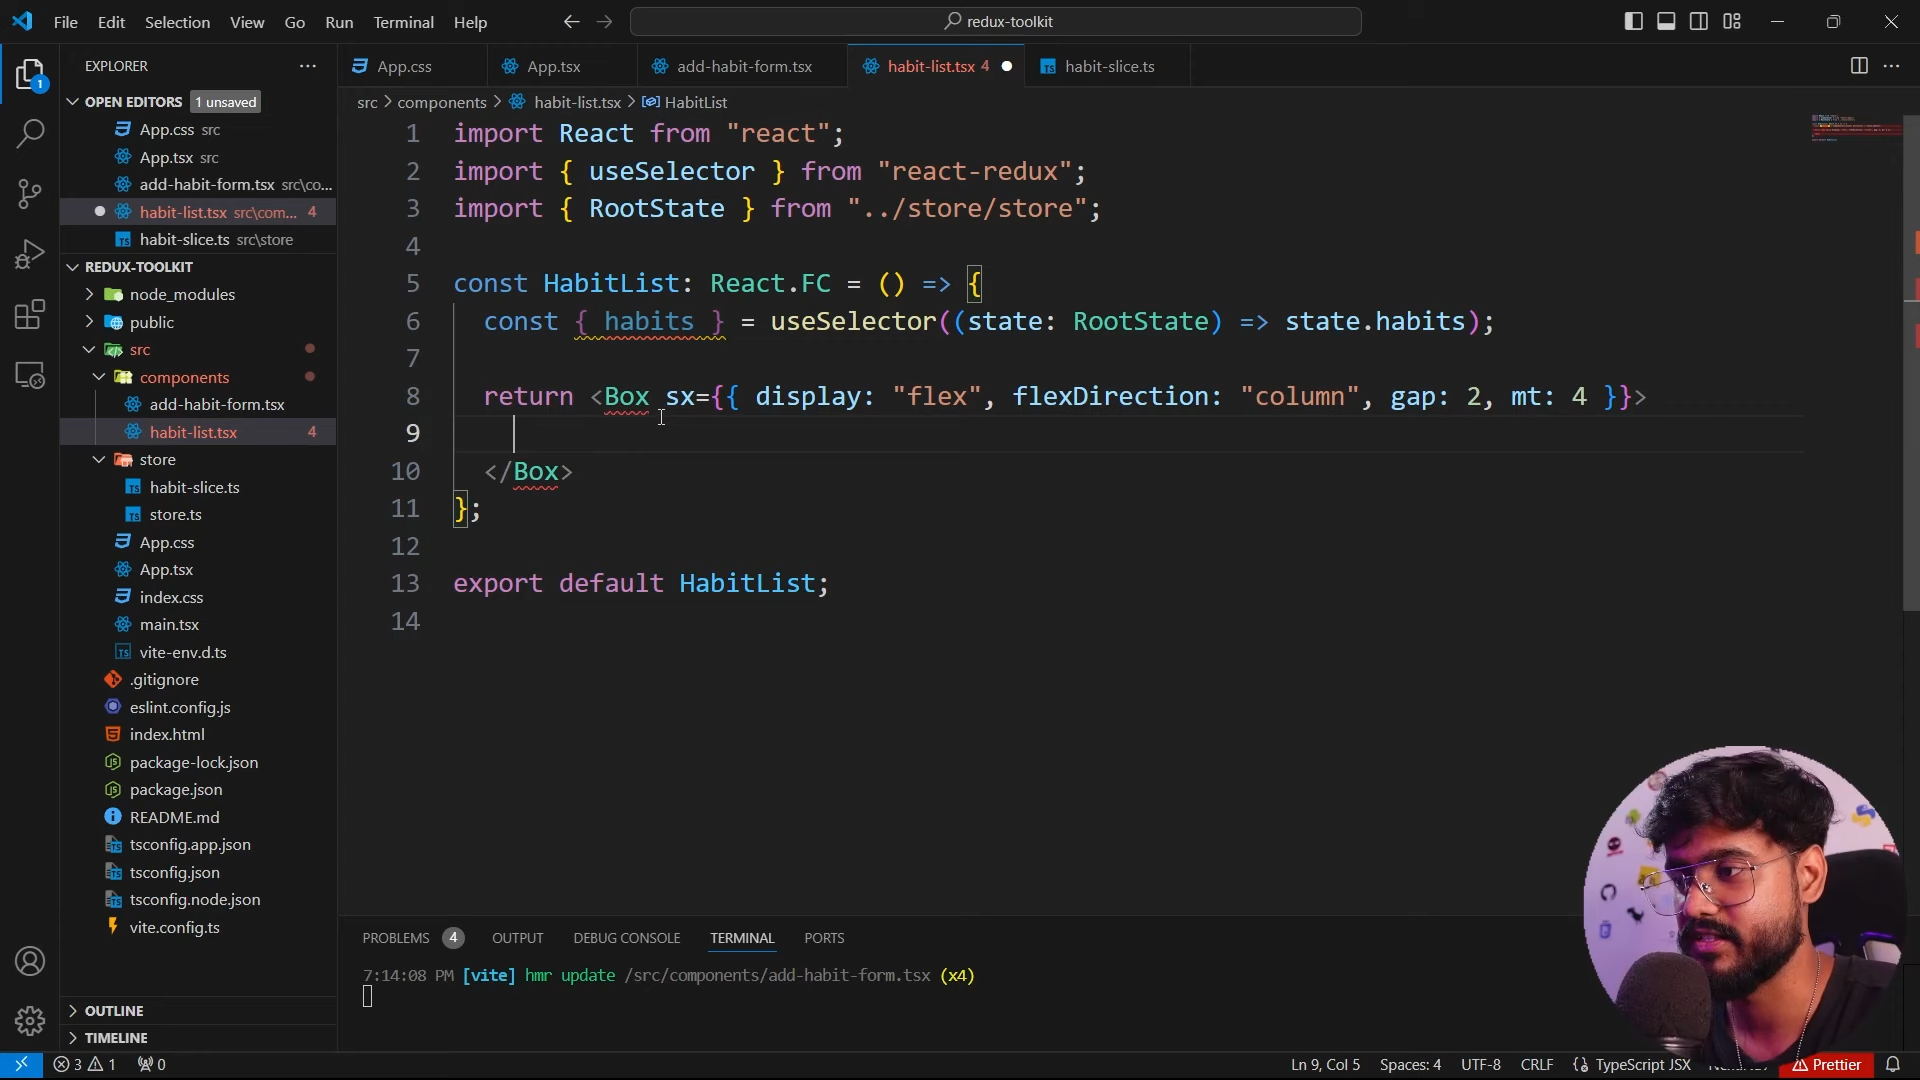 File Edit Selection View Go Run Terminal Help
redux-toolkit
EXPLORER
OPEN EDITORS 1 unsaved
App.css src
App.tsx src
add-habit-form.tsx src\co...
habit-list.tsx src\com... 4
habit-slice.ts src\store
REDUX-TOOLKIT
node_modules
public
src
components
add-habit-form.tsx
habit-list.tsx 4
store
habit-slice.ts
store.ts
App.css
App.tsx
index.css
main.tsx
vite-env.d.ts
.gitignore
eslint.config.js
index.html
package-lock.json
package.json
README.md
tsconfig.app.json
tsconfig.json
tsconfig.node.json
vite.config.ts
OUTLINE
TIMELINE
App.css App.tsx add-habit-form.tsx habit-list.tsx 4 habit-slice.ts
src > components > habit-list.tsx > HabitList
1 import React from "react";
2 import { useSelector } from "react-redux";
3 import { RootState } from "../store/store";
4
5 const HabitList: React.FC = () => {
6 const { habits } = useSelector((state: RootState) => state.habits);
7
8 return <Box sx={{ display: "flex", flexDirection: "column", gap: 2, mt: 4 }}>
9
10 </Box>
11 };
12
13 export default HabitList;
14
PROBLEMS 4 OUTPUT DEBUG CONSOLE TERMINAL PORTS
7:14:08 PM [vite] hmr update /src/components/add-habit-form.tsx (x4)
3 1 0 Ln 9, Col 5 Spaces: 4 UTF-8 CRLF TypeScript JSX Prettier